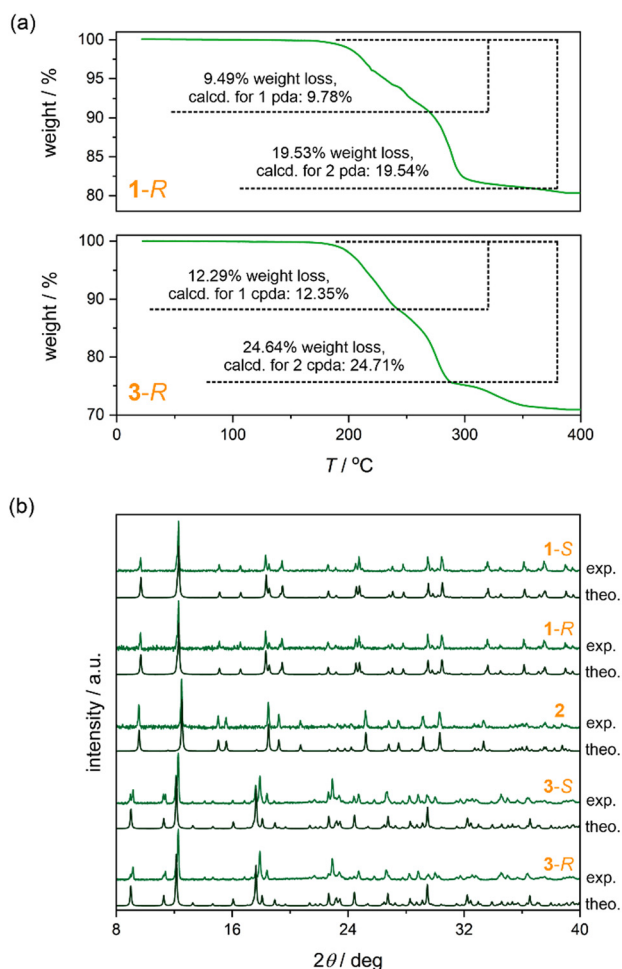 (a)
100
95
90
85
80
weight / %
9.49% weight loss,
calcd. for 1 pda: 9.78%
19.53% weight loss,
calcd. for 2 pda: 19.54%
1-R
100
90
80
70
weight / %
12.29% weight loss,
calcd. for 1 cpda: 12.35%
24.64% weight loss,
calcd. for 2 cpda: 24.71%
3-R
0 100 200 300 400
T / °C
(b)
intensity / a.u.
1-S
exp.
theo.
1-R
exp.
theo.
2
exp.
theo.
3-S
exp.
theo.
3-R
exp.
theo.
8 16 24 32 40
2θ / deg